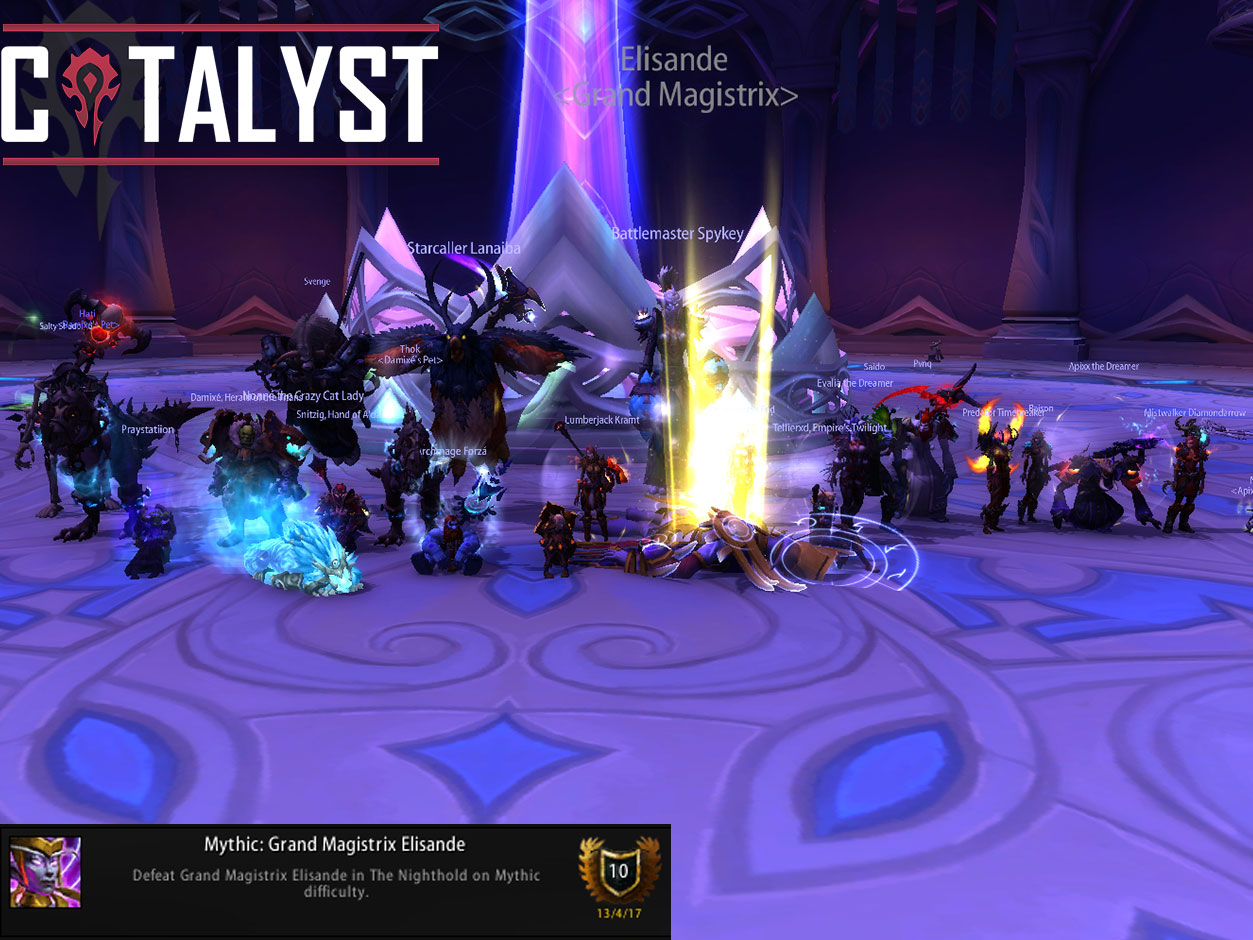 CATALYST
Elisande
<Grand Magistrix>
Battlemaster Spykey
Starcaller Lanaiba
Svenge
Hati
Thok
<Damixé's Pet>
Saido
Pvnq
Apixx the Dreamer
Evalia the Dreamer
Snitzig, Hand of A
Praystatiion
Lumberjack Kramt
Tellierxd, Empire's Twilight
Predator Timebreaker
Mistwalker Diamondarrow
Archmage Forza
Mythic: Grand Magistrix Elisande
Defeat Grand Magistrix Elisande in The Nighthold on Mythic
difficulty.
10
13/4/17